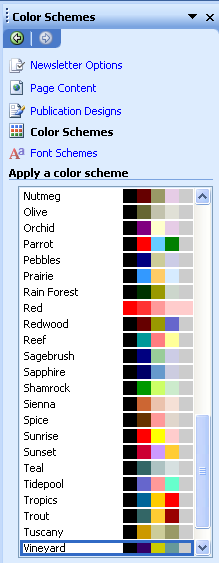 Color Schemes
Newsletter Options
Page Content
Publication Designs
Color Schemes
Font Schemes
Apply a color scheme
Nutmeg
Olive
Orchid
Parrot
Pebbles
Prairie
Rain Forest
Red
Redwood
Reef
Sagebrush
Sapphire
Shamrock
Sienna
Spice
Sunrise
Sunset
Teal
Tidepool
Tropics
Trout
Tuscany
Vineyard